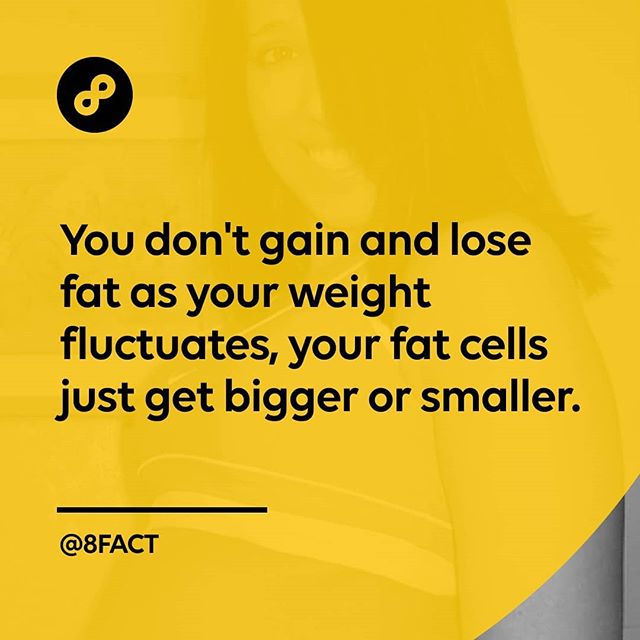 You don't gain and lose
fat as your weight
fluctuates, your fat cells
just get bigger or smaller.
@8FACT